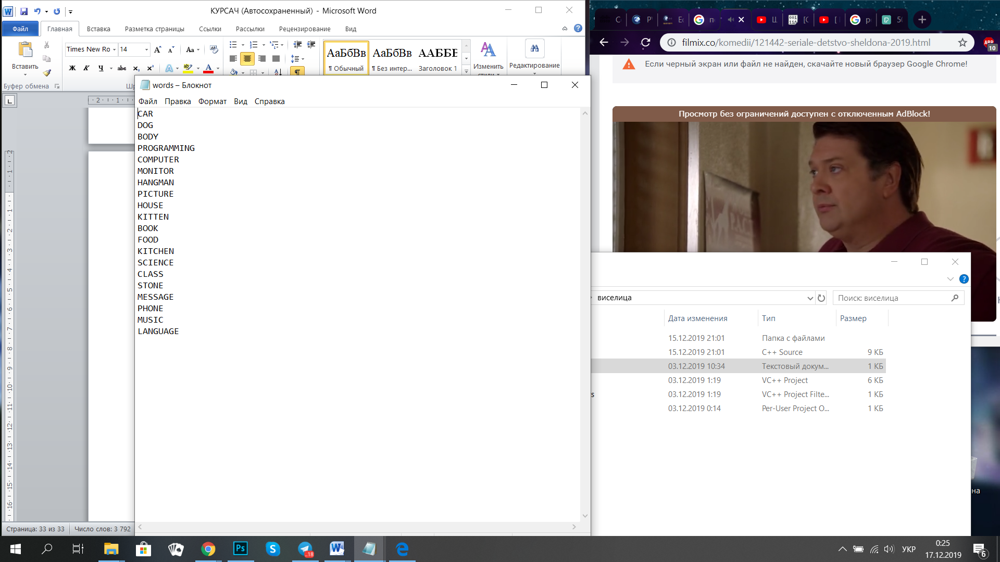 КУРСАЧ (Автосохраненный) - Microsoft Word
Файл
Главная
Вставка
Разметка страницы
Ссылки
Рассылки
Рецензирование
Вид
Вставить
Буфер обмена
Times New Ro
14
Aa
Ж К Ч abc x₂ x²
АаБбВв
АаБбВв
ААББЕ
¶ Обычный
¶ Без интер...
Заголовок 1
Изменить
Редактирование
words – Блокнот
Файл Правка Формат Вид Справка
CAR
DOG
BODY
PROGRAMMING
COMPUTER
MONITOR
HANGMAN
PICTURE
HOUSE
KITTEN
BOOK
FOOD
KITCHEN
SCIENCE
CLASS
STONE
MESSAGE
PHONE
MUSIC
LANGUAGE
Страница: 33 из 33
Число слов: 3 792
filmix.co/komedii/121442-seriale-detstvo-sheldona-2019.html
ABP
10
Если черный экран или файл не найден, скачайте новый браузер Google Chrome!
Просмотр без ограничений доступен с отключенным AdBlock!
виселица
Поиск: виселица
Дата изменения Тип Размер
15.12.2019 21:01 Папка с файлами
15.12.2019 21:01 C++ Source 9 КБ
03.12.2019 10:34 Текстовый докум... 1 КБ
03.12.2019 1:19 VC++ Project 6 КБ
03.12.2019 1:19 VC++ Project Filte... 1 КБ
03.12.2019 0:14 Per-User Project O... 1 КБ
на
Ps
..18
УКР
0:25
17.12.2019
6